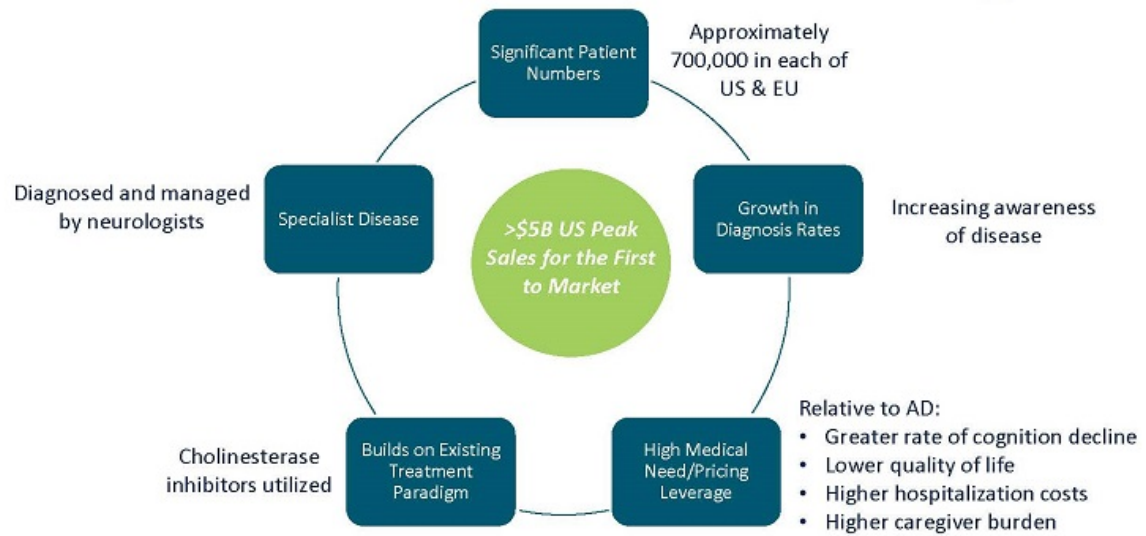 Significant Patient
Numbers
Approximately
700,000 in each of
US & EU
Diagnosed and managed
by neurologists
Specialist Disease
>$5B US Peak
Sales for the First
to Market
Growth in
Diagnosis Rates
Increasing awareness
of disease
Cholinesterase
inhibitors utilized
Builds on Existing
Treatment
Paradigm
High Medical
Need/Pricing
Leverage
Relative to AD:
• Greater rate of cognition decline
• Lower quality of life
• Higher hospitalization costs
• Higher caregiver burden